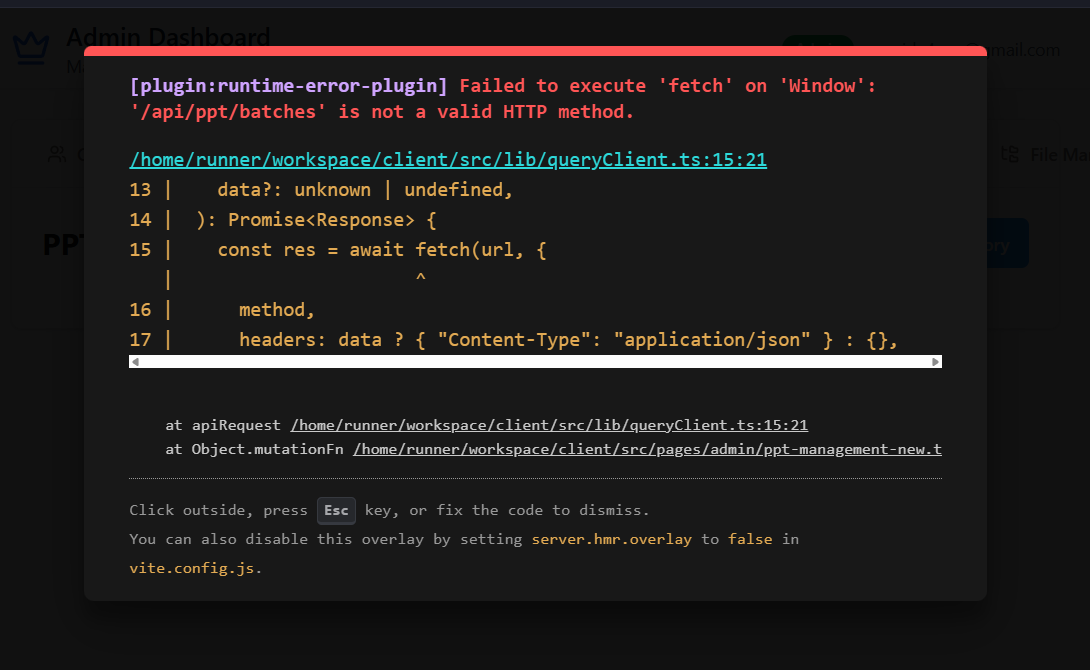 Admin Dashboard
[plugin:runtime-error-plugin] Failed to execute 'fetch' on 'Window':
'/api/ppt/batches' is not a valid HTTP method.
/home/runner/workspace/client/src/lib/queryClient.ts:15:21
13 |    data?: unknown | undefined,
14 |  ): Promise<Response> {
15 |    const res = await fetch(url, {
   |                      ^
16 |      method,
17 |      headers: data ? { "Content-Type": "application/json" } : {},
at apiRequest /home/runner/workspace/client/src/lib/queryClient.ts:15:21
at Object.mutationFn /home/runner/workspace/client/src/pages/admin/ppt-management-new.t
Click outside, press Esc key, or fix the code to dismiss.
You can also disable this overlay by setting server.hmr.overlay to false in
vite.config.js.
mail.com
File Ma
PPT
ory